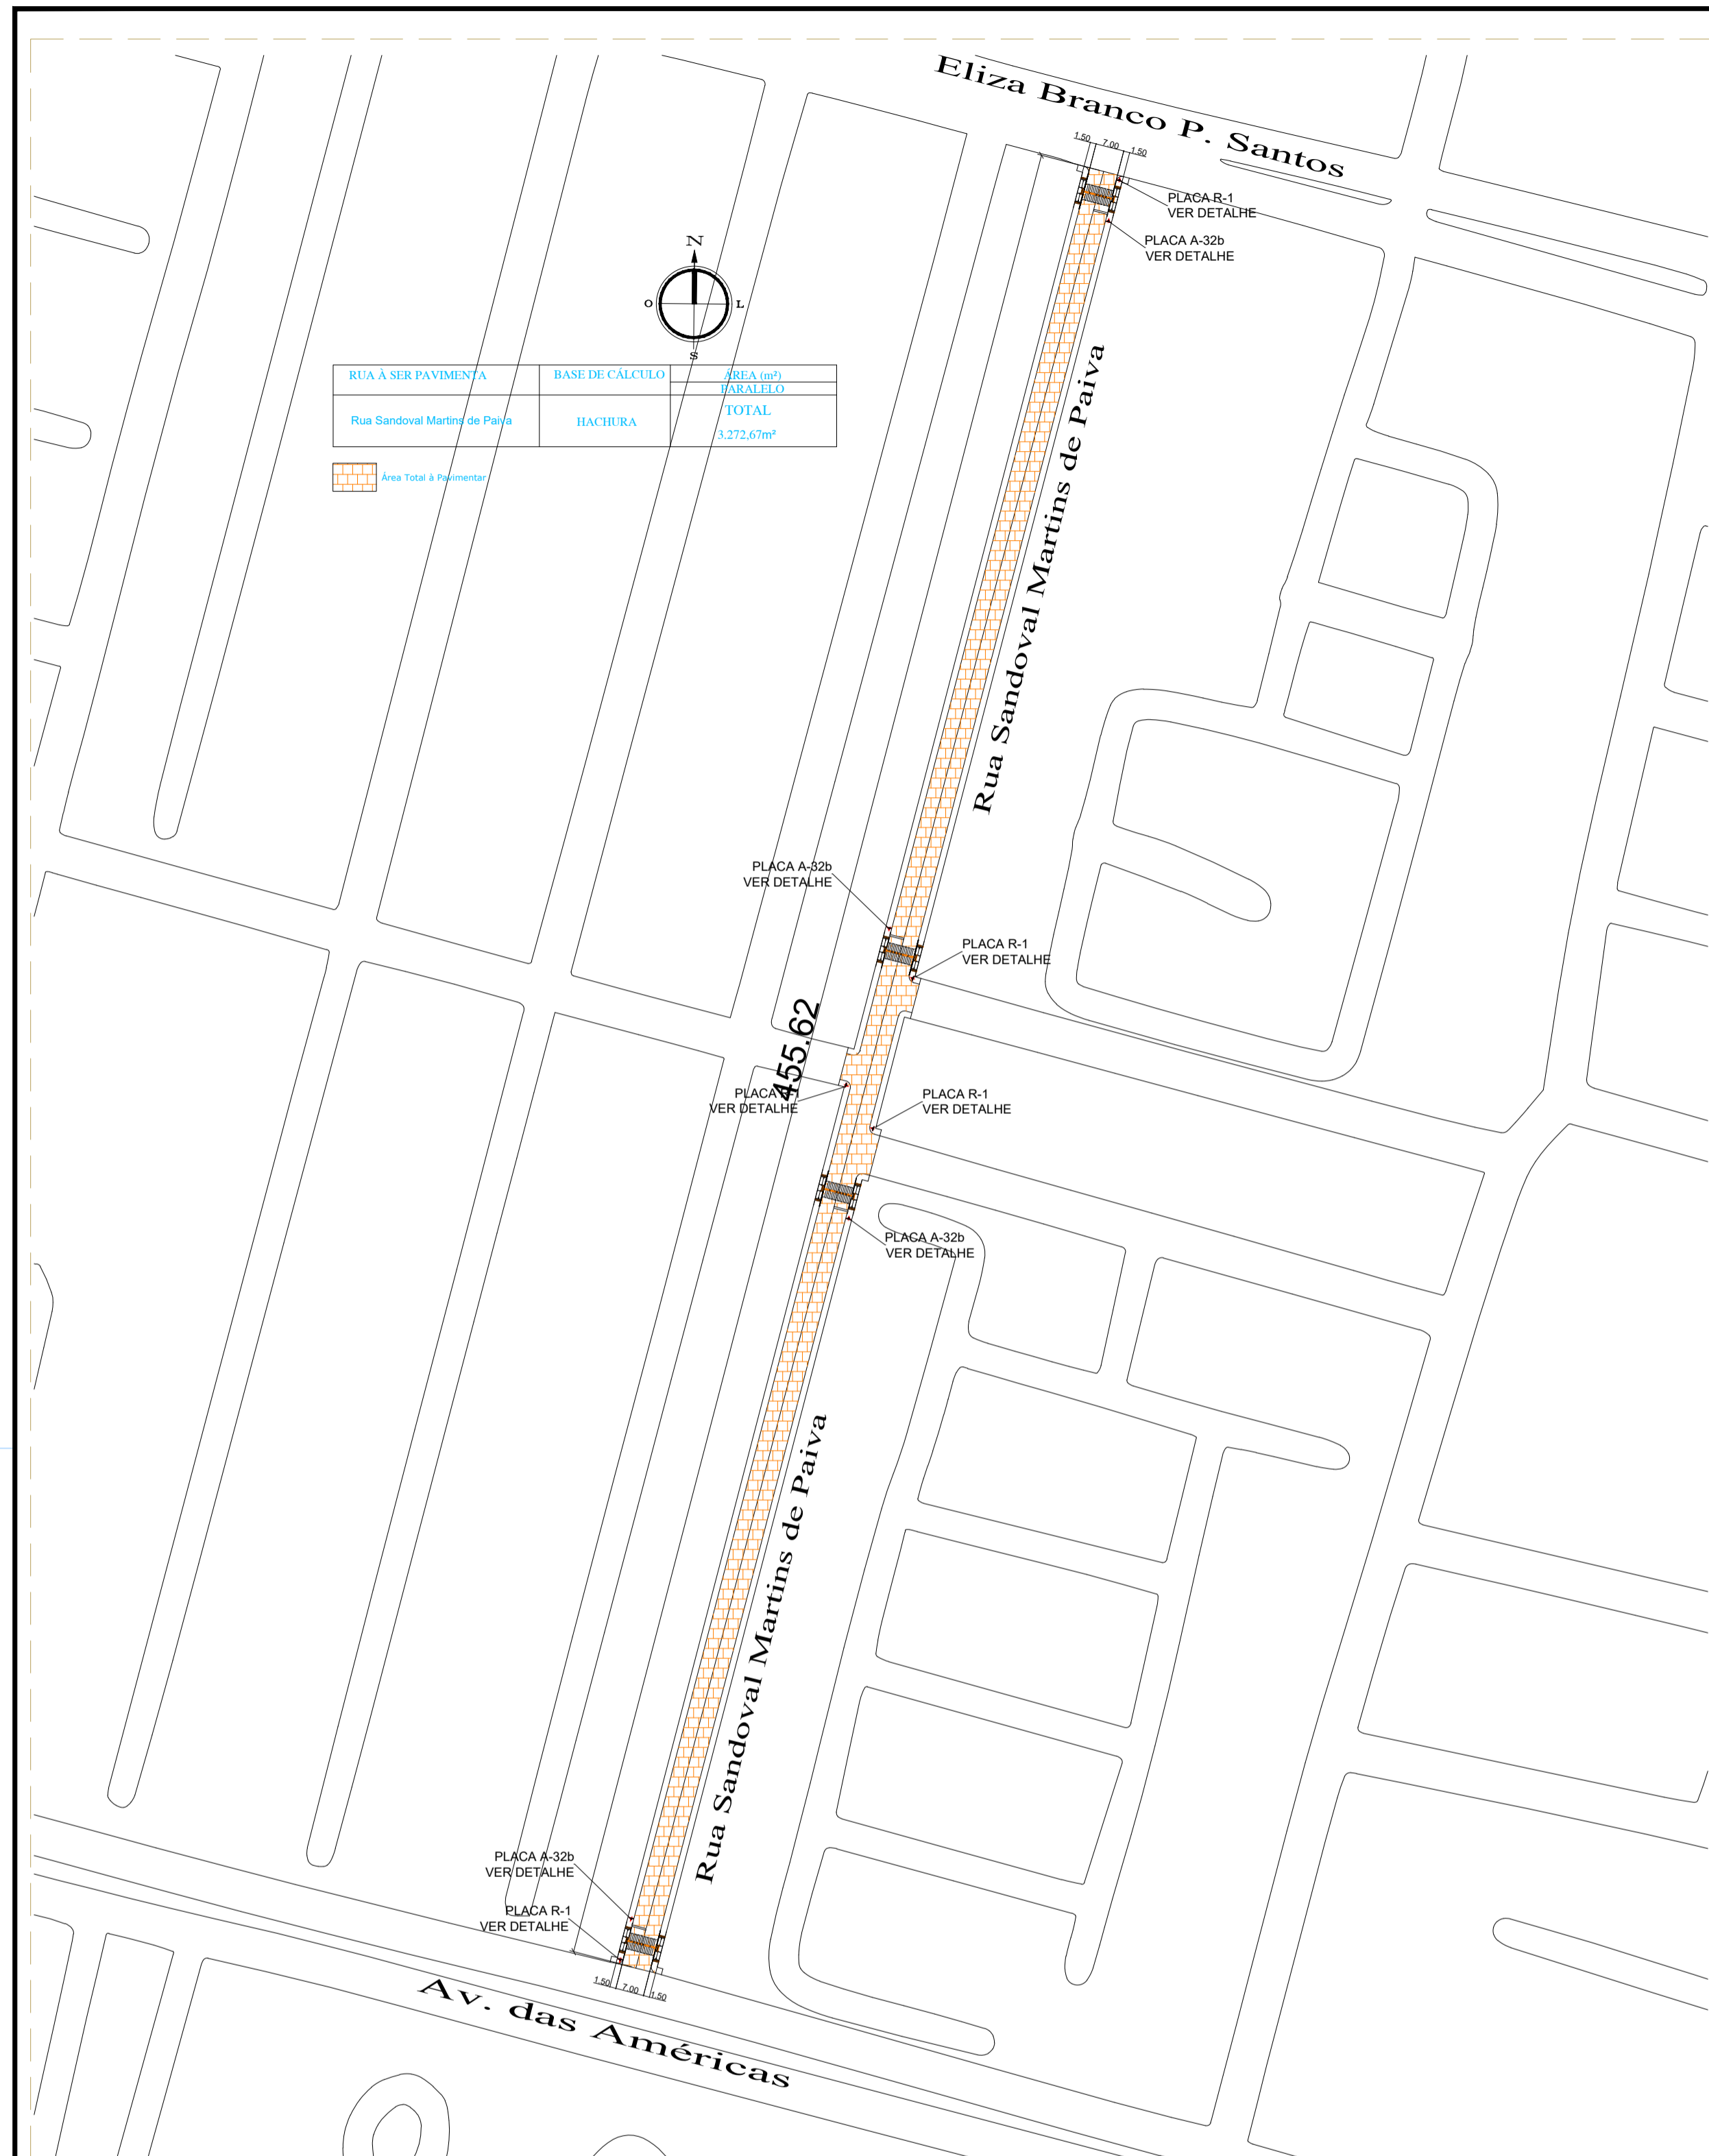 Eliza Branco P. Santos
1.50
7.00
1.50
PLACA R-1
VER DETALHE
PLACA A-32b
VER DETALHE
N
O
L
S
RUA À SER PAVIMENTA
BASE DE CÁLCULO
ÁREA (m²)
PARALELO
Rua Sandoval Martins de Paiva
HACHURA
TOTAL
3.272,67m²
Área Total à Pavimentar
Rua Sandoval Martins de Paiva
PLACA A-32b
VER DETALHE
PLACA R-1
VER DETALHE
455.62
PLACA R-1
VER DETALHE
PLACA R-1
VER DETALHE
PLACA A-32b
VER DETALHE
Rua Sandoval Martins de Paiva
PLACA A-32b
VER DETALHE
PLACA R-1
VER DETALHE
1.50
7.00
1.50
Av. das Américas